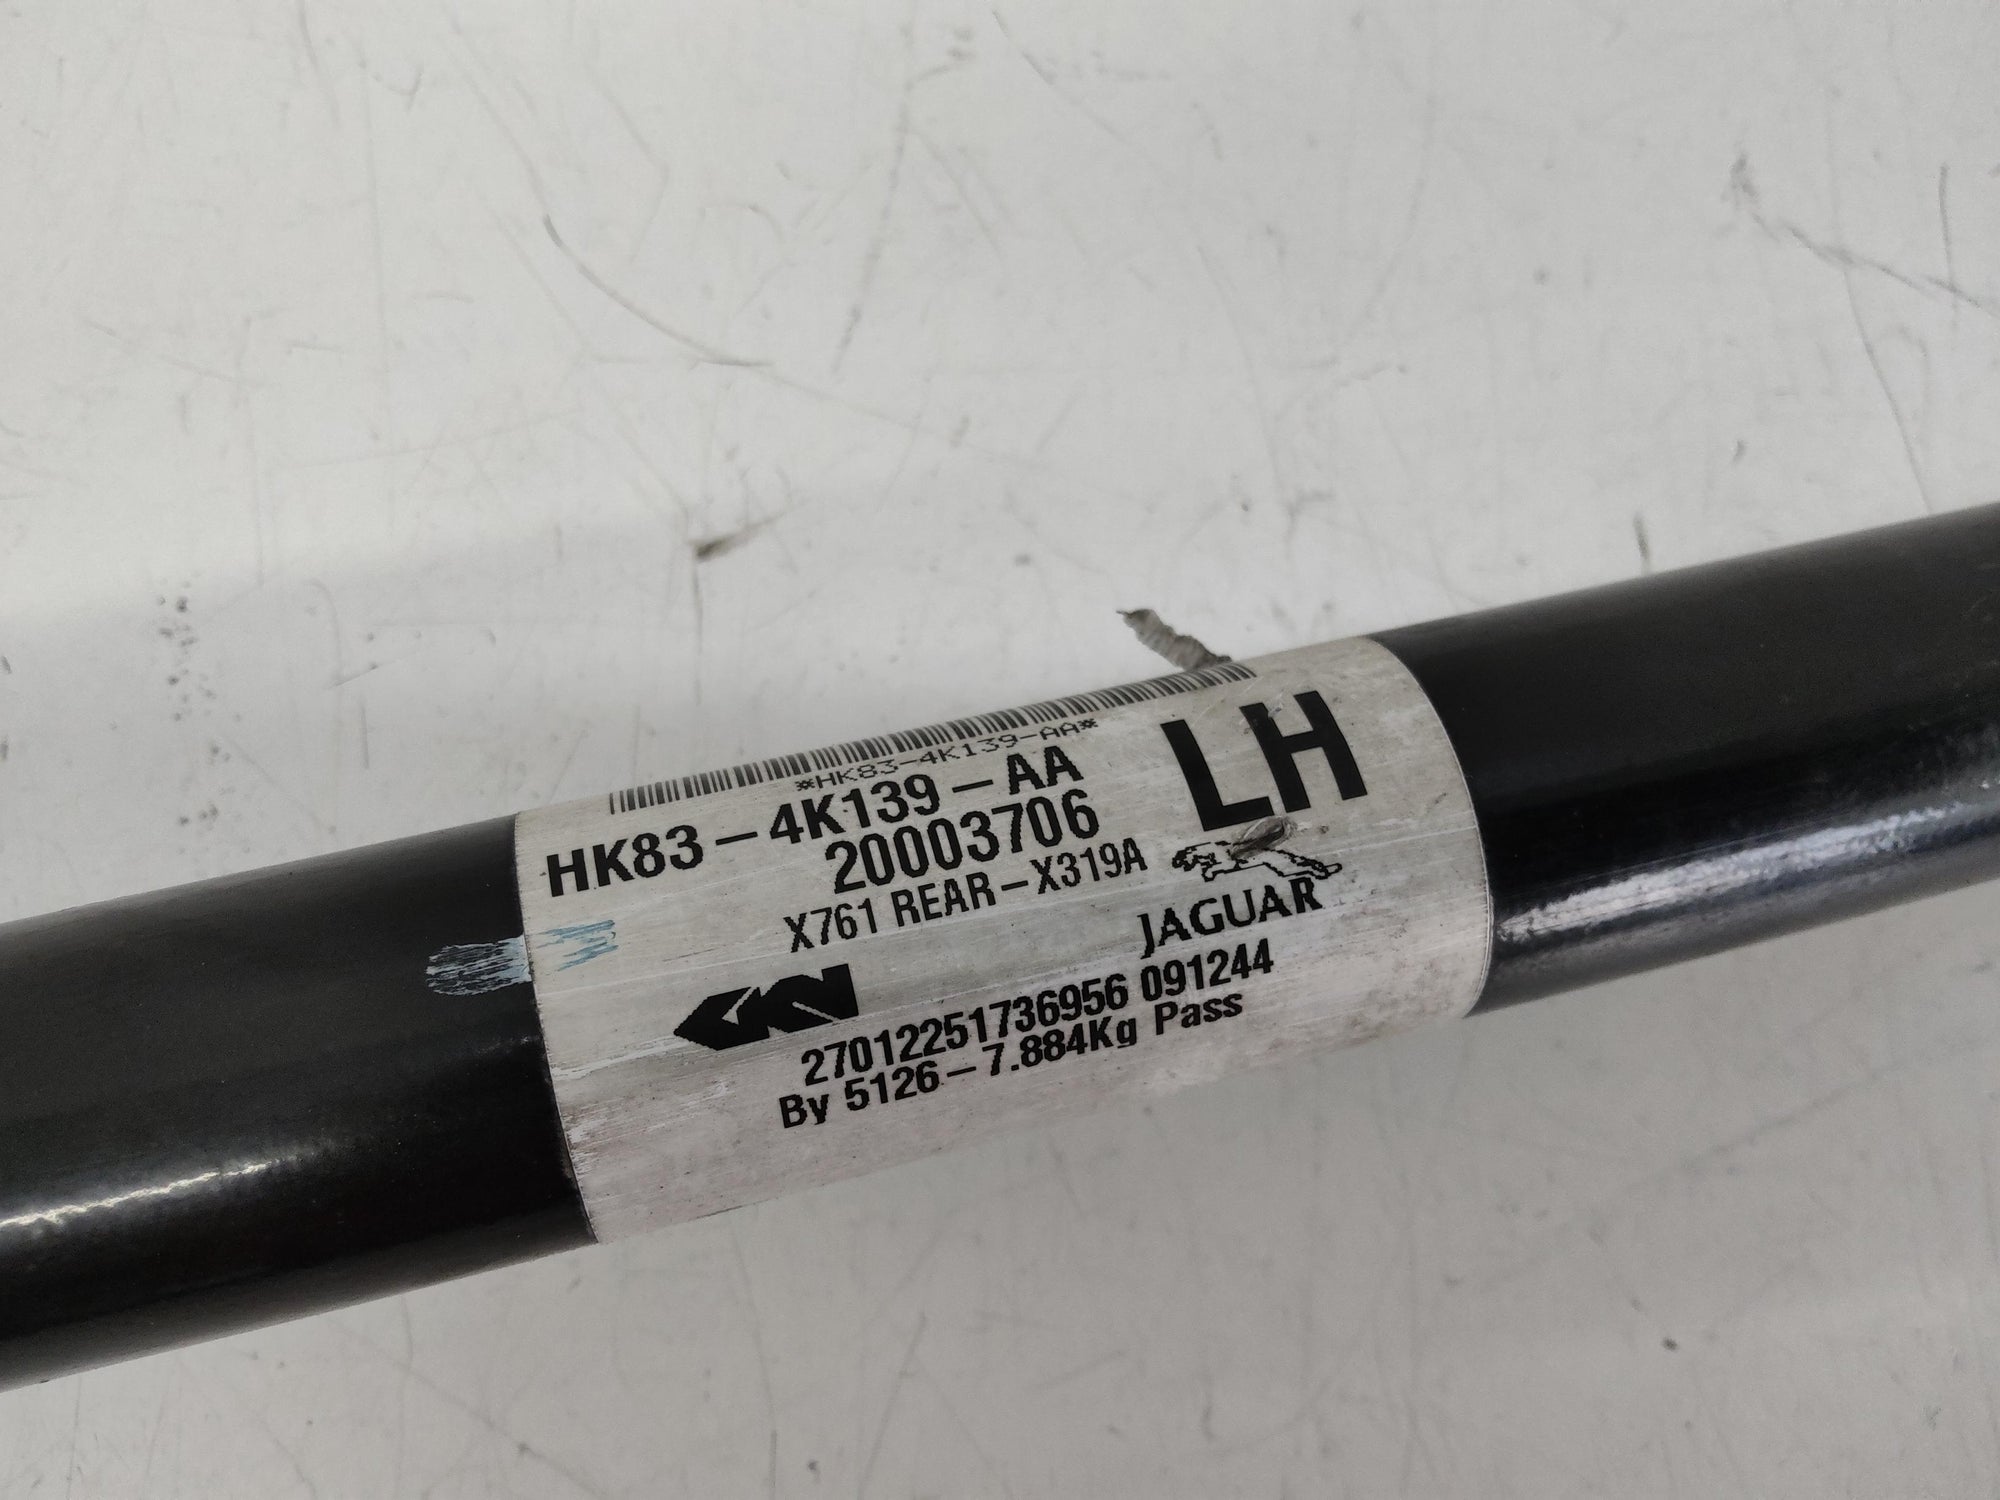 *HK83-4K139-AA*
HK83-4K139-AA
LH
20003706
X761 REAR-X319A
JAGUAR
GKN
27012251736956 091244
By 5126-7.884Kg Pass